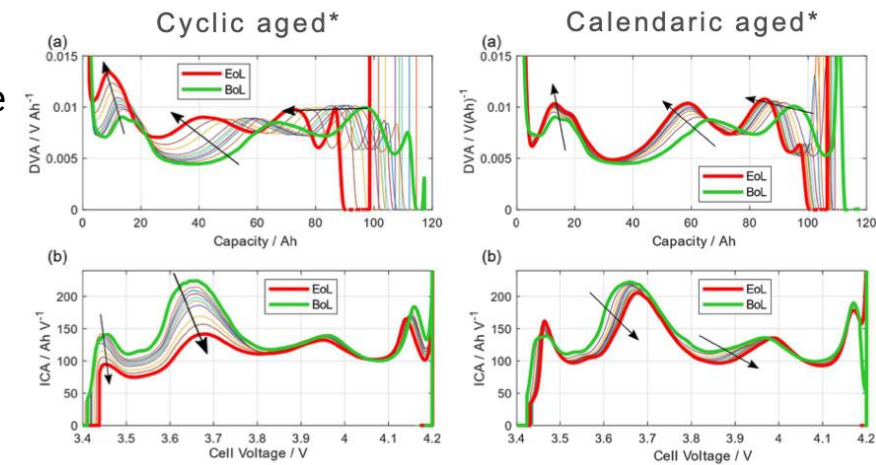 Cyclic aged*
Calendaric aged*
e
(a)
0.015
0.01
0.005
0
DVA / V Ah⁻¹
EoL
BoL
0 20 40 60 80 100 120
Capacity / Ah
(a)
0.015
0.01
0.005
0
DVA / V(Ah)⁻¹
EoL
BoL
0 20 40 60 80 100 120
Capacity / Ah
(b)
200
150
100
50
0
ICA / Ah V⁻¹
EoL
BoL
3.4 3.5 3.6 3.7 3.8 3.9 4 4.1 4.2
Cell Voltage / V
(b)
200
150
100
50
0
ICA / Ah V⁻¹
EoL
BoL
3.4 3.5 3.6 3.7 3.8 3.9 4 4.1 4.2
Cell Voltage / V